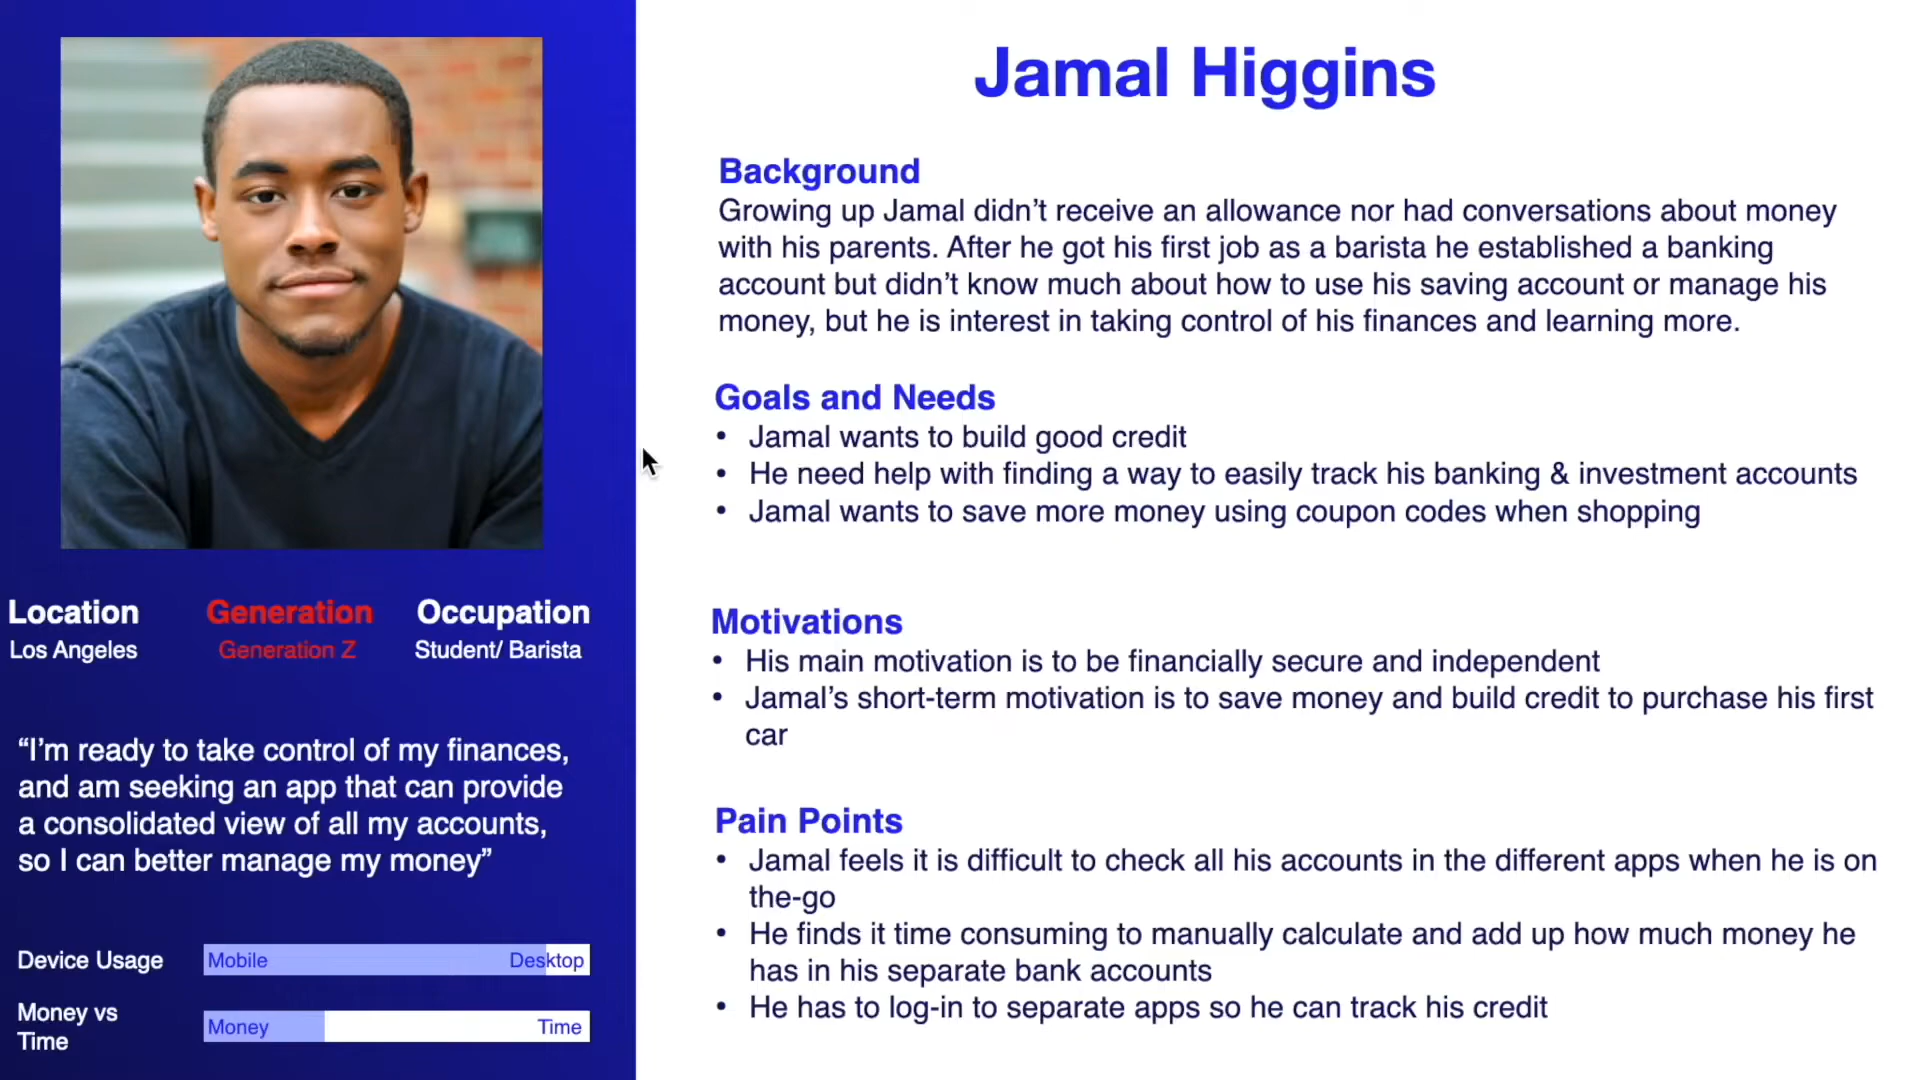 Jamal Higgins
Background
Growing up Jamal didn’t receive an allowance nor had conversations about money
with his parents. After he got his first job as a barista he established a banking
account but didn’t know much about how to use his saving account or manage his
money, but he is interest in taking control of his finances and learning more.
Goals and Needs
• Jamal wants to build good credit
• He need help with finding a way to easily track his banking & investment accounts
• Jamal wants to save more money using coupon codes when shopping
Motivations
• His main motivation is to be financially secure and independent
• Jamal’s short-term motivation is to save money and build credit to purchase his first
car
Pain Points
• Jamal feels it is difficult to check all his accounts in the different apps when he is on
the-go
• He finds it time consuming to manually calculate and add up how much money he
has in his separate bank accounts
• He has to log-in to separate apps so he can track his credit
Location Generation Occupation
Los Angeles Generation Z Student/ Barista
“I’m ready to take control of my finances,
and am seeking an app that can provide
a consolidated view of all my accounts,
so I can better manage my money”
Device Usage Mobile Desktop
Money vs
Time
Money Time